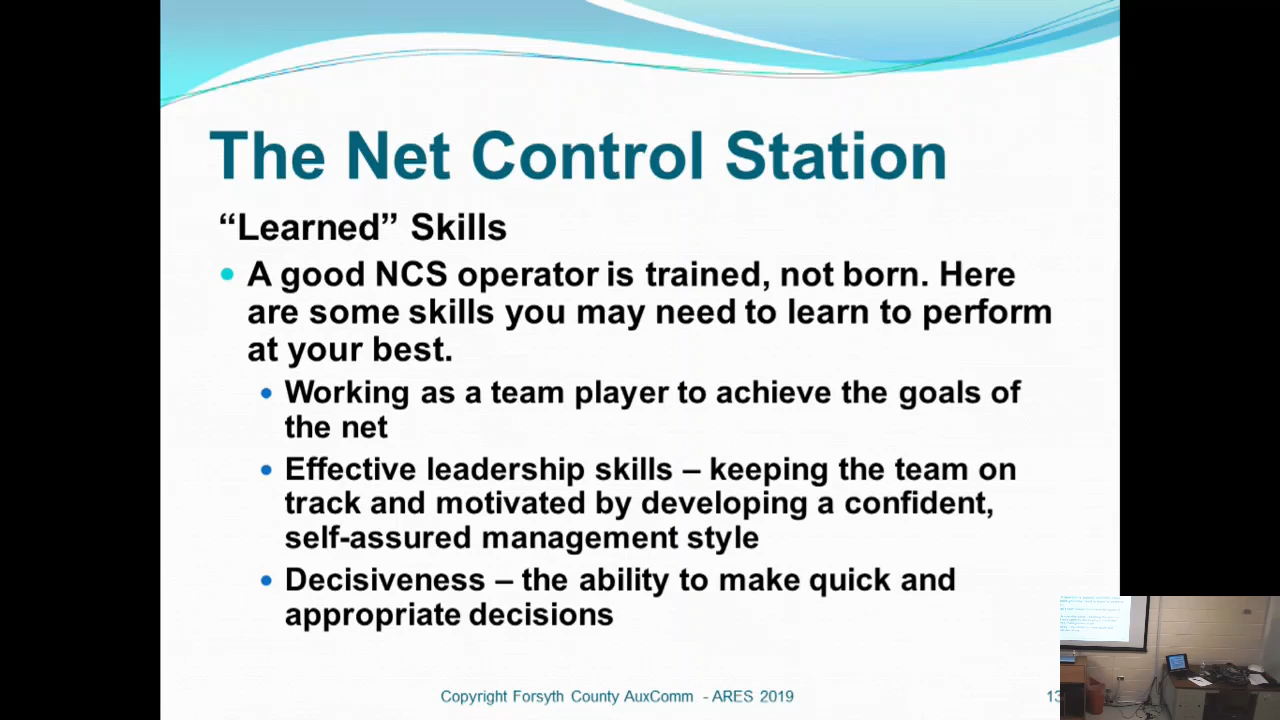 The Net Control Station
“Learned” Skills
A good NCS operator is trained, not born. Here
are some skills you may need to learn to perform
at your best.
Working as a team player to achieve the goals of
the net
Effective leadership skills – keeping the team on
track and motivated by developing a confident,
self-assured management style
Decisiveness – the ability to make quick and
appropriate decisions
Copyright Forsyth County AuxComm - ARES 2019